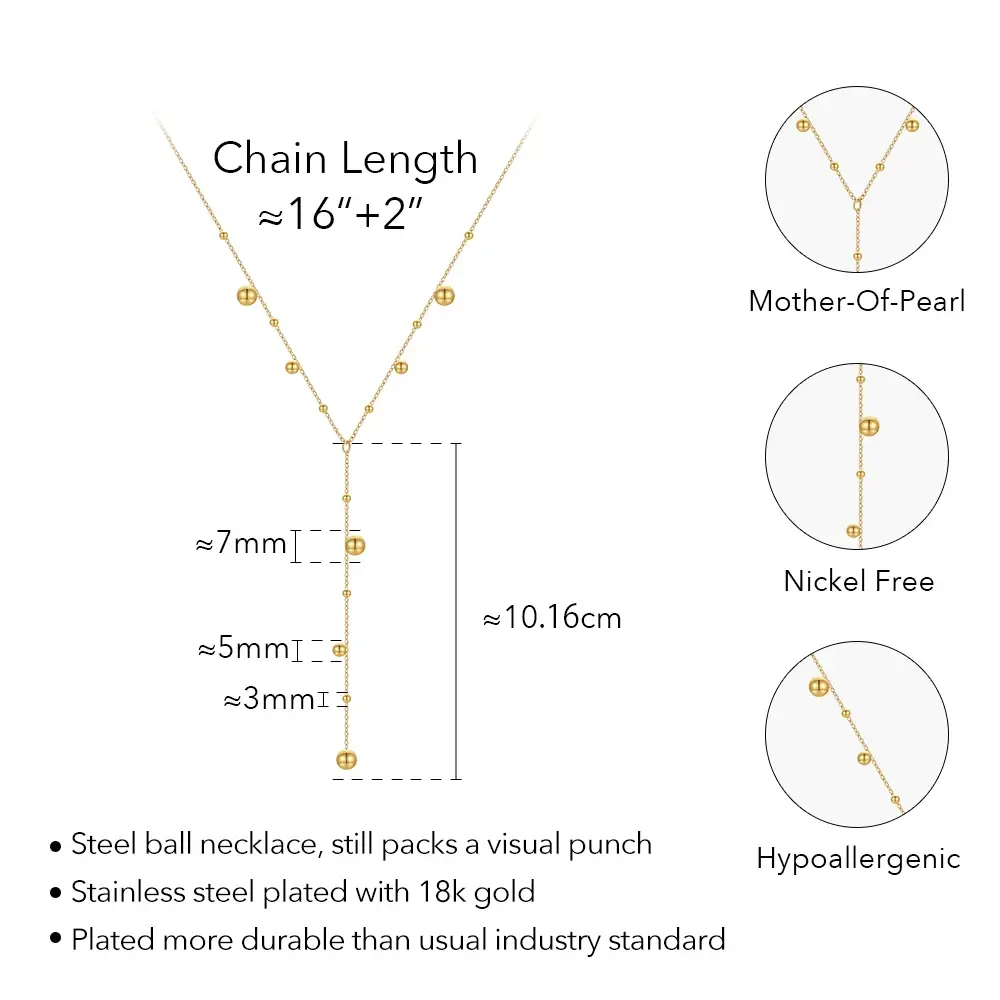 Chain Length
≈16“+2”
Mother-Of-Pearl
≈7mm
Nickel Free
≈10.16cm
≈5mm
≈3mm
• Steel ball necklace, still packs a visual punch
Hypoallergenic
• Stainless steel plated with 18k gold
• Plated more durable than usual industry standard